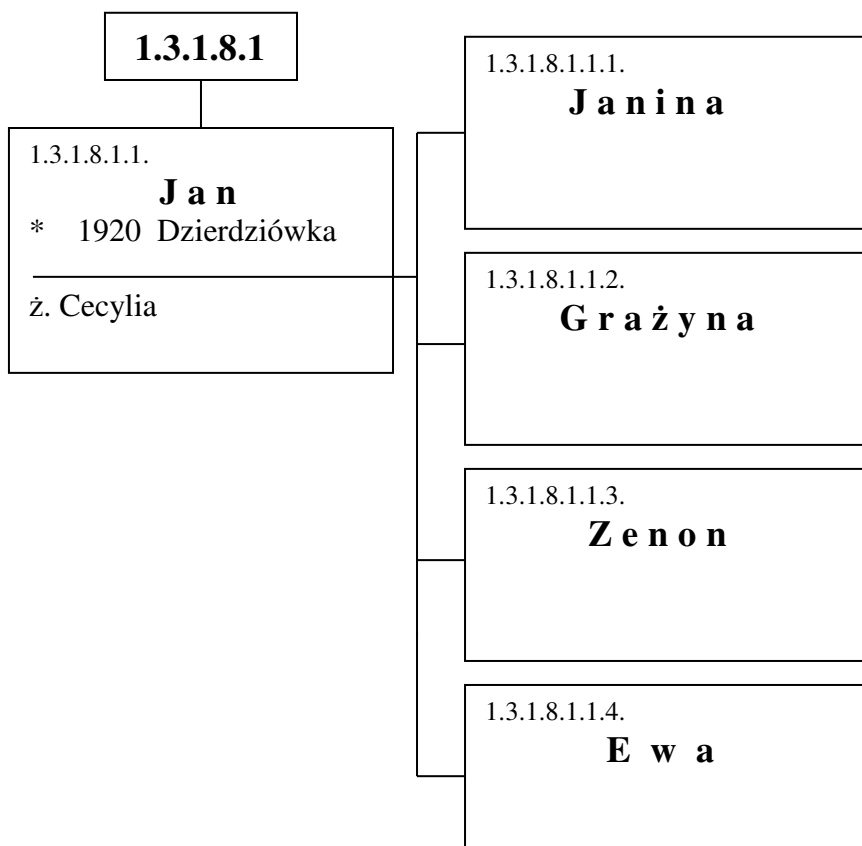 1.3.1.8.1
1.3.1.8.1.1.
J a n
* 1920 Dzierdziówka
ż. Cecylia
1.3.1.8.1.1.1.
J a n i n a
1.3.1.8.1.1.2.
G r a ż y n a
1.3.1.8.1.1.3.
Z e n o n
1.3.1.8.1.1.4.
E w a